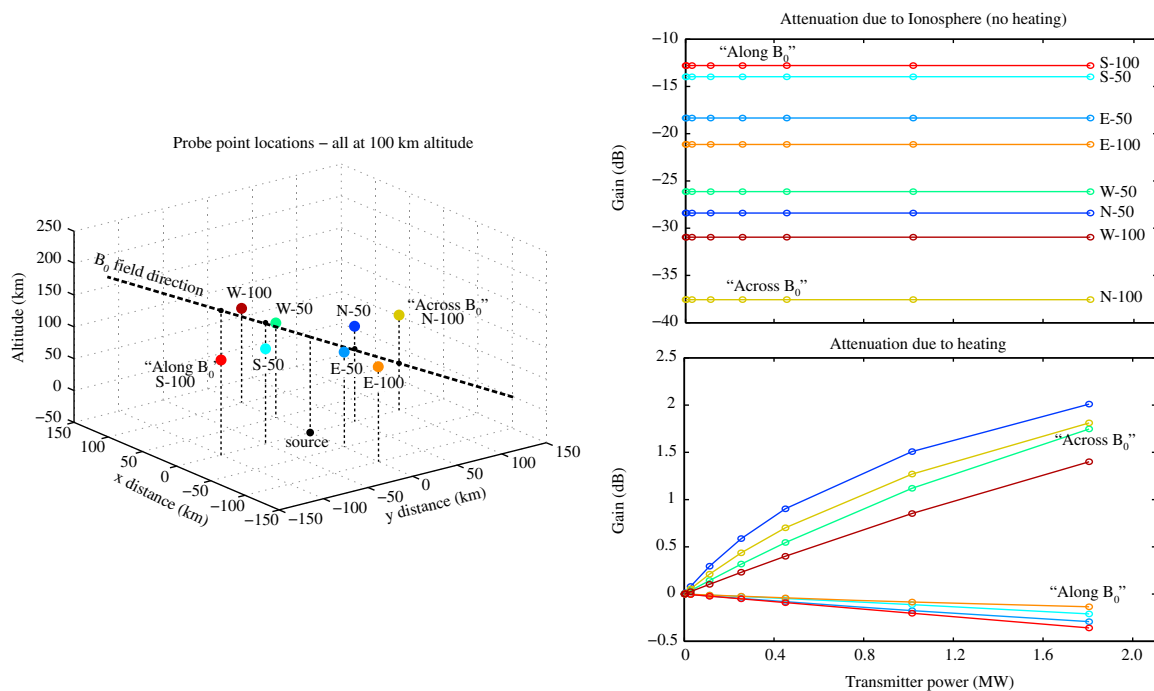 Probe point locations − all at 100 km altitude
Altitude (km)
250
200
150
100
50
0
−50
150
100
50
0
−50
−100
−150
x distance (km)
−150
−100
−50
0
50
100
150
y distance (km)
B0 field direction
W-100
W-50
N-50
“Across B0”
N-100
“Along B0
S-100
S-50
E-50
E-100
source
Attenuation due to Ionosphere (no heating)
Gain (dB)
−10
−15
−20
−25
−30
−35
−40
“Along B0”
S-100
S-50
E-50
E-100
W-50
N-50
W-100
“Across B0”
N-100
Attenuation due to heating
Gain (dB)
2.5
2
1.5
1
0.5
0
−0.5
“Across B0”
“Along B0”
0
0.4
0.8
1.2
1.6
2.0
Transmitter power (MW)